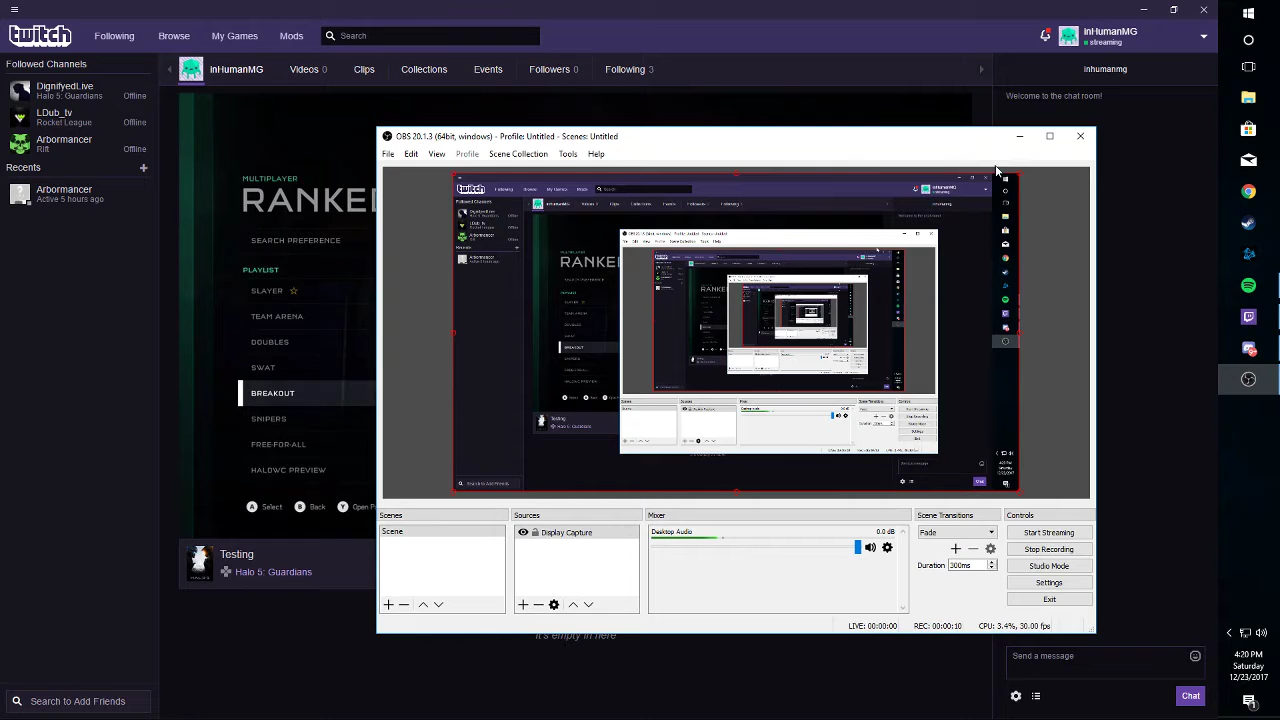 twitch Following Browse My Games Mods Search inHumanMG
streaming
Followed Channels
DignifyedLive
Halo 5: Guardians Offline
LDub_tv
Rocket League Offline
Arbormancer
Rift Offline
Recents
Arbormancer
Active 5 hours ago
Search to Add Friends
inHumanMG Videos 0 Clips Collections Events Followers 0 Following 3
inhumanmg
Welcome to the chat room!
MULTIPLAYER
RANKE
SEARCH PREFERENCE
PLAYLIST
SLAYER
TEAM ARENA
DOUBLES
SWAT
BREAKOUT
SNIPERS
FREE-FOR-ALL
HALOWC PREVIEW
A Select B Back Y Open P
Testing
Halo 5: Guardians
It's empty in here
OBS 20.1.3 (64bit, windows) - Profile: Untitled - Scenes: Untitled
File Edit View Profile Scene Collection Tools Help
Scenes
Scene
Sources
Display Capture
Mixer
Desktop Audio 0.0 dB
Scene Transitions
Fade
Duration 300ms
Controls
Start Streaming
Stop Recording
Studio Mode
Settings
Exit
LIVE: 00:00:00 REC: 00:00:10 CPU: 3.4%, 30.00 fps
Send a message
Chat
4:20 PM
Saturday
12/23/2017